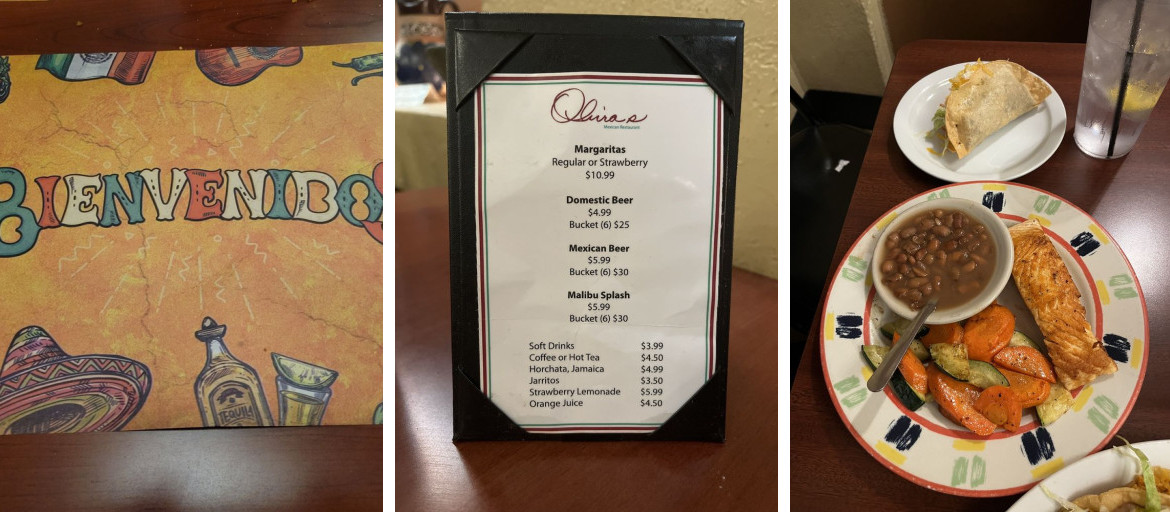 BIENVENIDO
TEQUILA
Olivas
Mexican Restaurant
Margaritas
Regular or Strawberry
$10.99
Domestic Beer
$4.99
Bucket (6) $25
Mexican Beer
$5.99
Bucket (6) $30
Malibu Splash
$5.99
Bucket (6) $30
Soft Drinks $3.99
Coffee or Hot Tea $4.50
Horchata, Jamaica $4.99
Jarritos $3.50
Strawberry Lemonade $5.99
Orange Juice $4.50